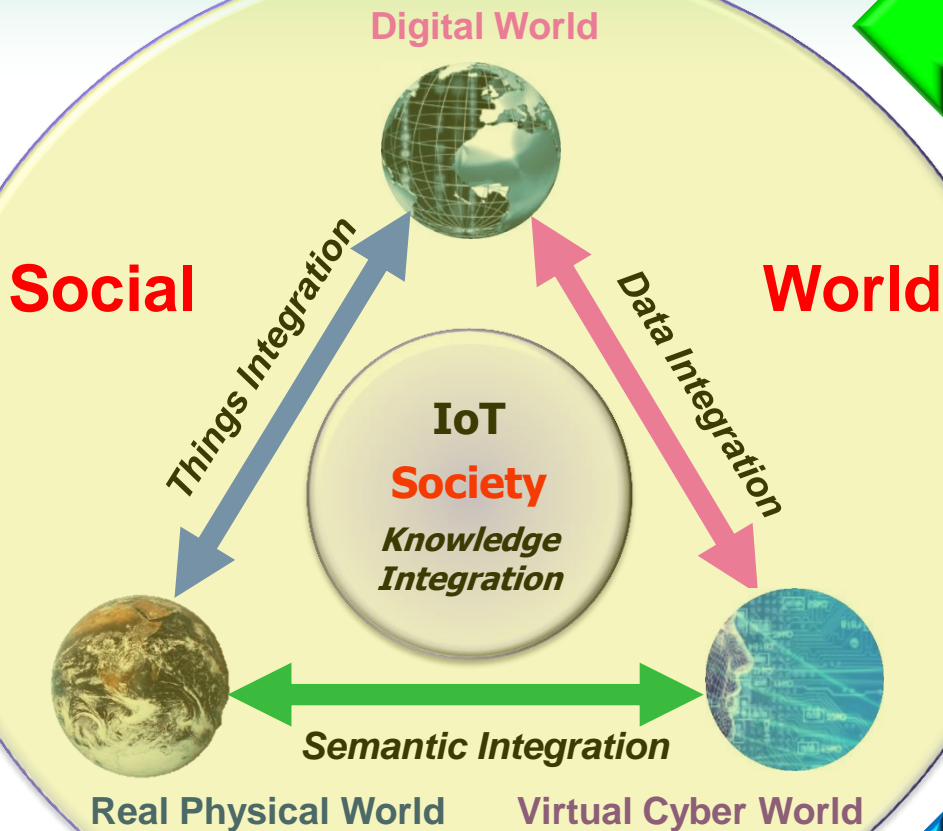 Digital World
Social World
Things Integration
Data Integration
IoT
Society
Knowledge
Integration
Semantic Integration
Real Physical World
Virtual Cyber World